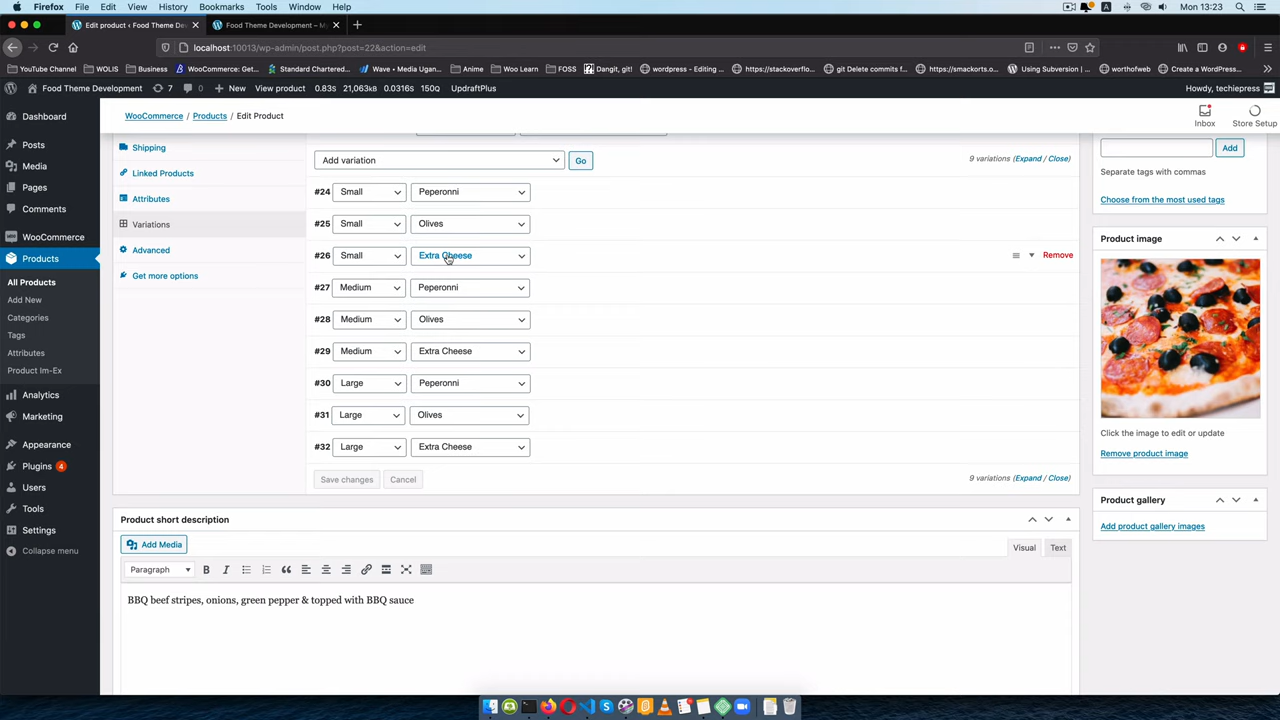 Firefox File Edit View History Bookmarks Tools Window Help Mon 13:23
Edit product ‹ Food Theme De Food Theme Development –
localhost:10013/wp-admin/post.php?post=22&action=edit
YouTube Channel WOLIS Business WooCommerce: Get... Standard Chartered... Wave • Media Ugan... Anime Woo Learn FOSS Dangit, git! wordpress - Editing ... https://stackoverflo... git Delete commits f... https://smackorts.o... Using Subversion | ... worthofweb Create a WordPress...
Food Theme Development 7 0 New View product 0.83s 21,063KB 0.0316s 150Q UpdraftPlus Howdy, techiepress
Dashboard
Posts
Media
Pages
Comments
WooCommerce
Products
All Products
Add New
Categories
Tags
Attributes
Product Im-Ex
Analytics
Marketing
Appearance
Plugins 4
Users
Tools
Settings
Collapse menu
WooCommerce / Products / Edit Product
Inbox
Store Setup
Shipping
Linked Products
Attributes
Variations
Advanced
Get more options
Add variation Go 9 variations (Expand / Close)
#24 Small Peperonni
#25 Small Olives
#26 Small Extra Cheese Remove
#27 Medium Peperonni
#28 Medium Olives
#29 Medium Extra Cheese
#30 Large Peperonni
#31 Large Olives
#32 Large Extra Cheese
Save changes Cancel 9 variations (Expand / Close)
Product short description
Add Media Visual Text
Paragraph
BBQ beef stripes, onions, green pepper & topped with BBQ sauce
Add
Separate tags with commas
Choose from the most used tags
Product image
Click the image to edit or update
Remove product image
Product gallery
Add product gallery images